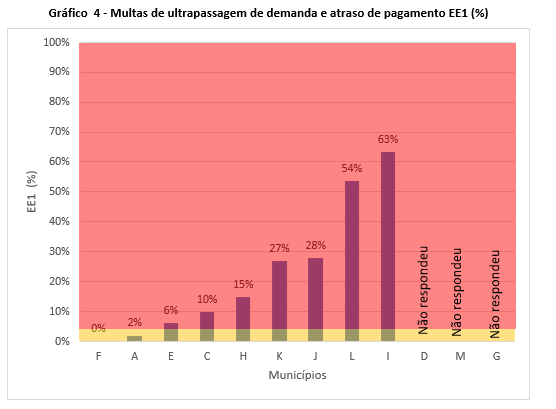 Gráfico  4 - Multas de ultrapassagem de demanda e atraso de pagamento EE1 (%)
100%
90%
80%
70%
60%
50%
40%
30%
20%
10%
0%
EE1 (%)
0%
2%
6%
10%
15%
27%
28%
54%
63%
Não respondeu
Não respondeu
Não respondeu
F A E C H K J L I D M G
Municípios